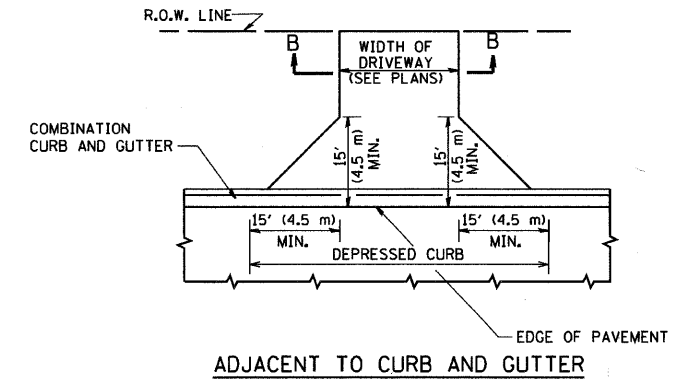 R.O.W. LINE
B
B
WIDTH OF
DRIVEWAY
(SEE PLANS)
COMBINATION
CURB AND GUTTER
15'
(4.5 m)
MIN.
15'
(4.5 m)
MIN.
15' (4.5 m)
MIN.
15' (4.5 m)
MIN.
DEPRESSED CURB
EDGE OF PAVEMENT
ADJACENT TO CURB AND GUTTER